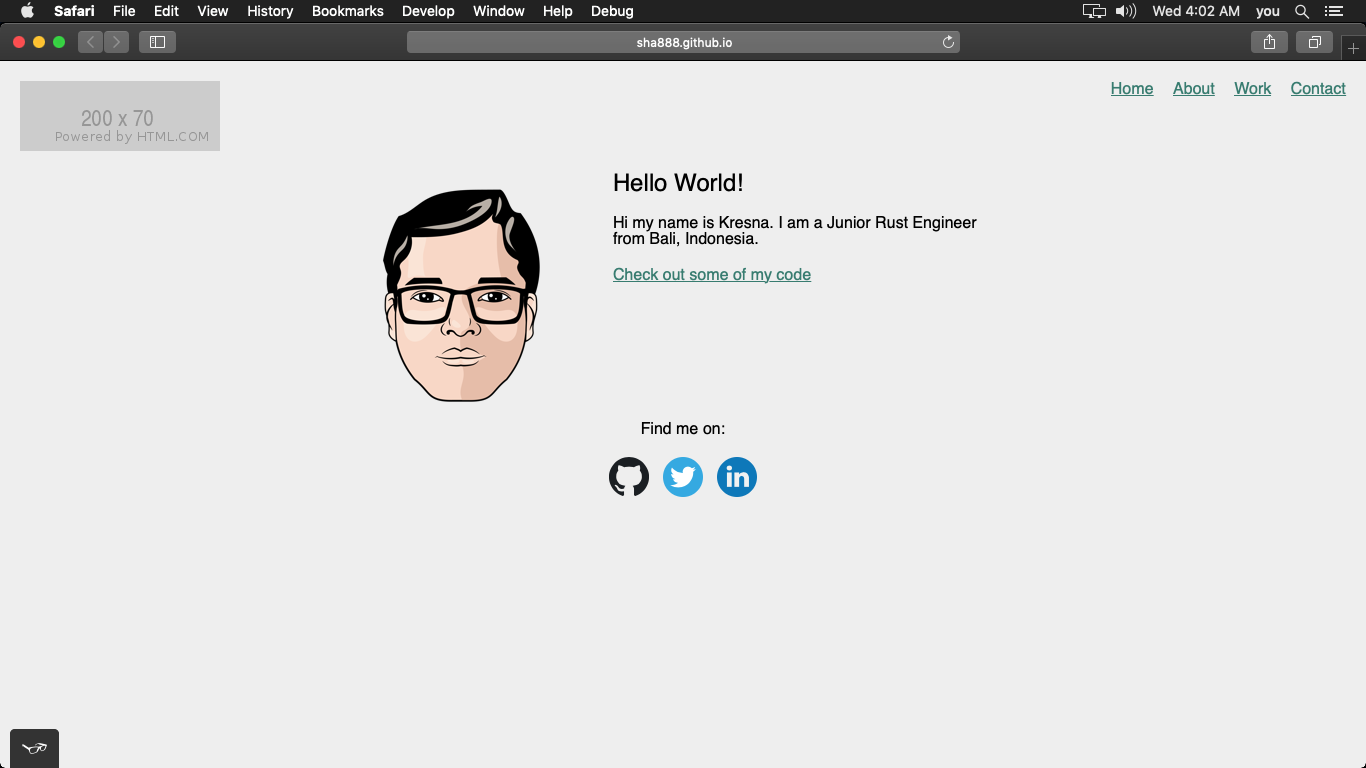 Safari File Edit View History Bookmarks Develop Window Help Debug Wed 4:02 AM you
sha888.github.io
200 x 70
Powered by HTML.COM
Home About Work Contact
Hello World!
Hi my name is Kresna. I am a Junior Rust Engineer
from Bali, Indonesia.
Check out some of my code
Find me on:
in